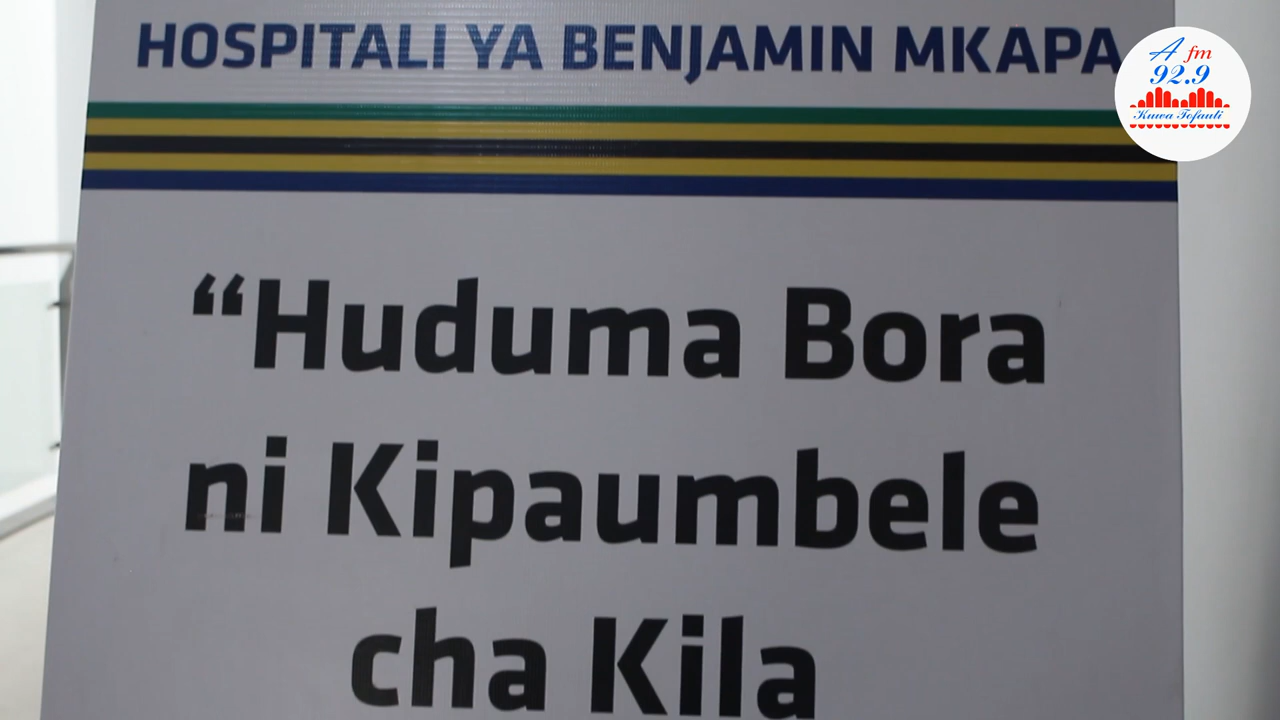 HOSPITALI YA BENJAMIN MKAPA
A fm
92.9
Kuwa Tofauti
“Huduma Bora
ni Kipaumbele
cha Kila